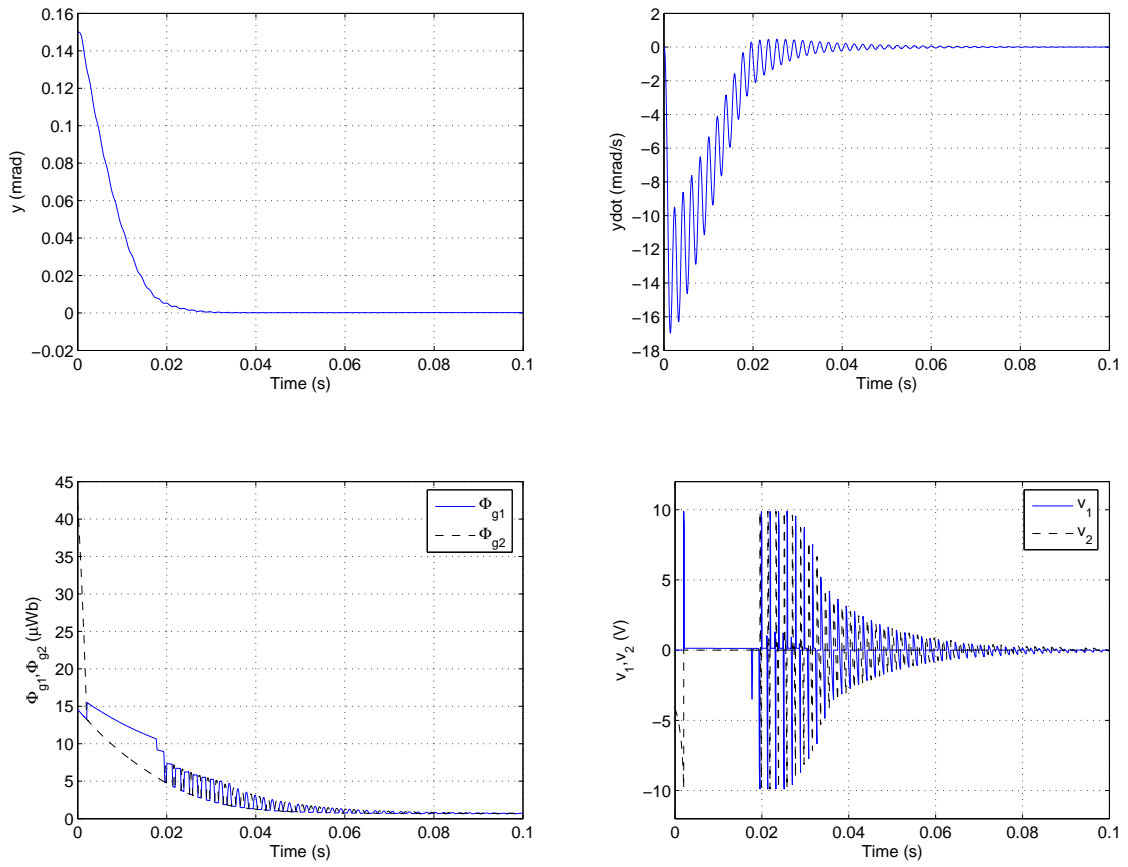 0.16
0.14
0.12
0.1
0.08
0.06
0.04
0.02
0
−0.02
y (mrad)
0 0.02 0.04 0.06 0.08 0.1
Time (s)
2
0
−2
−4
−6
−8
−10
−12
−14
−16
−18
ydot (mrad/s)
0 0.02 0.04 0.06 0.08 0.1
Time (s)
45
40
35
30
25
20
15
10
5
0
Φg1,Φg2 (μWb)
Φg1
Φg2
0 0.02 0.04 0.06 0.08 0.1
Time (s)
10
5
0
−5
−10
v1,v2 (V)
v1
v2
0 0.02 0.04 0.06 0.08 0.1
Time (s)